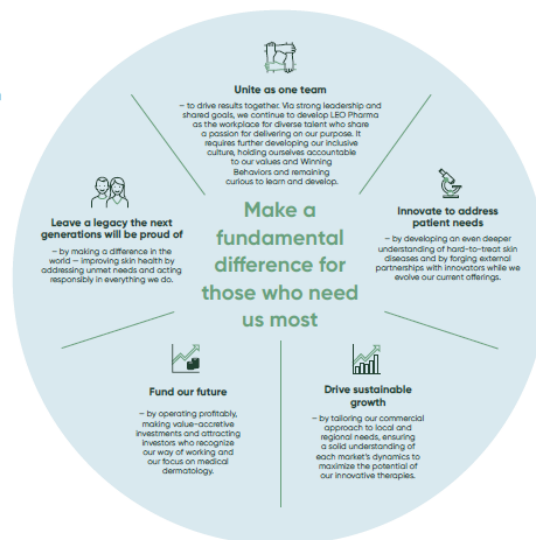 Unite as one team
– to drive results together. Via strong leadership and
shared goals, we continue to develop LEO Pharma
as the workplace for diverse talent who share
a passion for delivering on our purpose. It
requires further developing our inclusive
culture, holding ourselves accountable
to our values and Winning
Behaviors and remaining
curious to learn and develop.
Leave a legacy the next
generations will be proud of
– by making a difference in the
world – improving skin health by
addressing unmet needs and acting
responsibly in everything we do.
Make a
fundamental
difference for
those who need
us most
Innovate to address
patient needs
– by developing an even deeper
understanding of hard-to-treat skin
diseases and by forging external
partnerships with innovators while we
evolve our current offerings.
Fund our future
– by operating profitably,
making value-accretive
investments and attracting
investors who recognize
our way of working and
our focus on medical
dermatology.
Drive sustainable
growth
– by tailoring our commercial
approach to local and
regional needs, ensuring
a solid understanding of
each market's dynamics to
maximize the potential of
our innovative therapies.